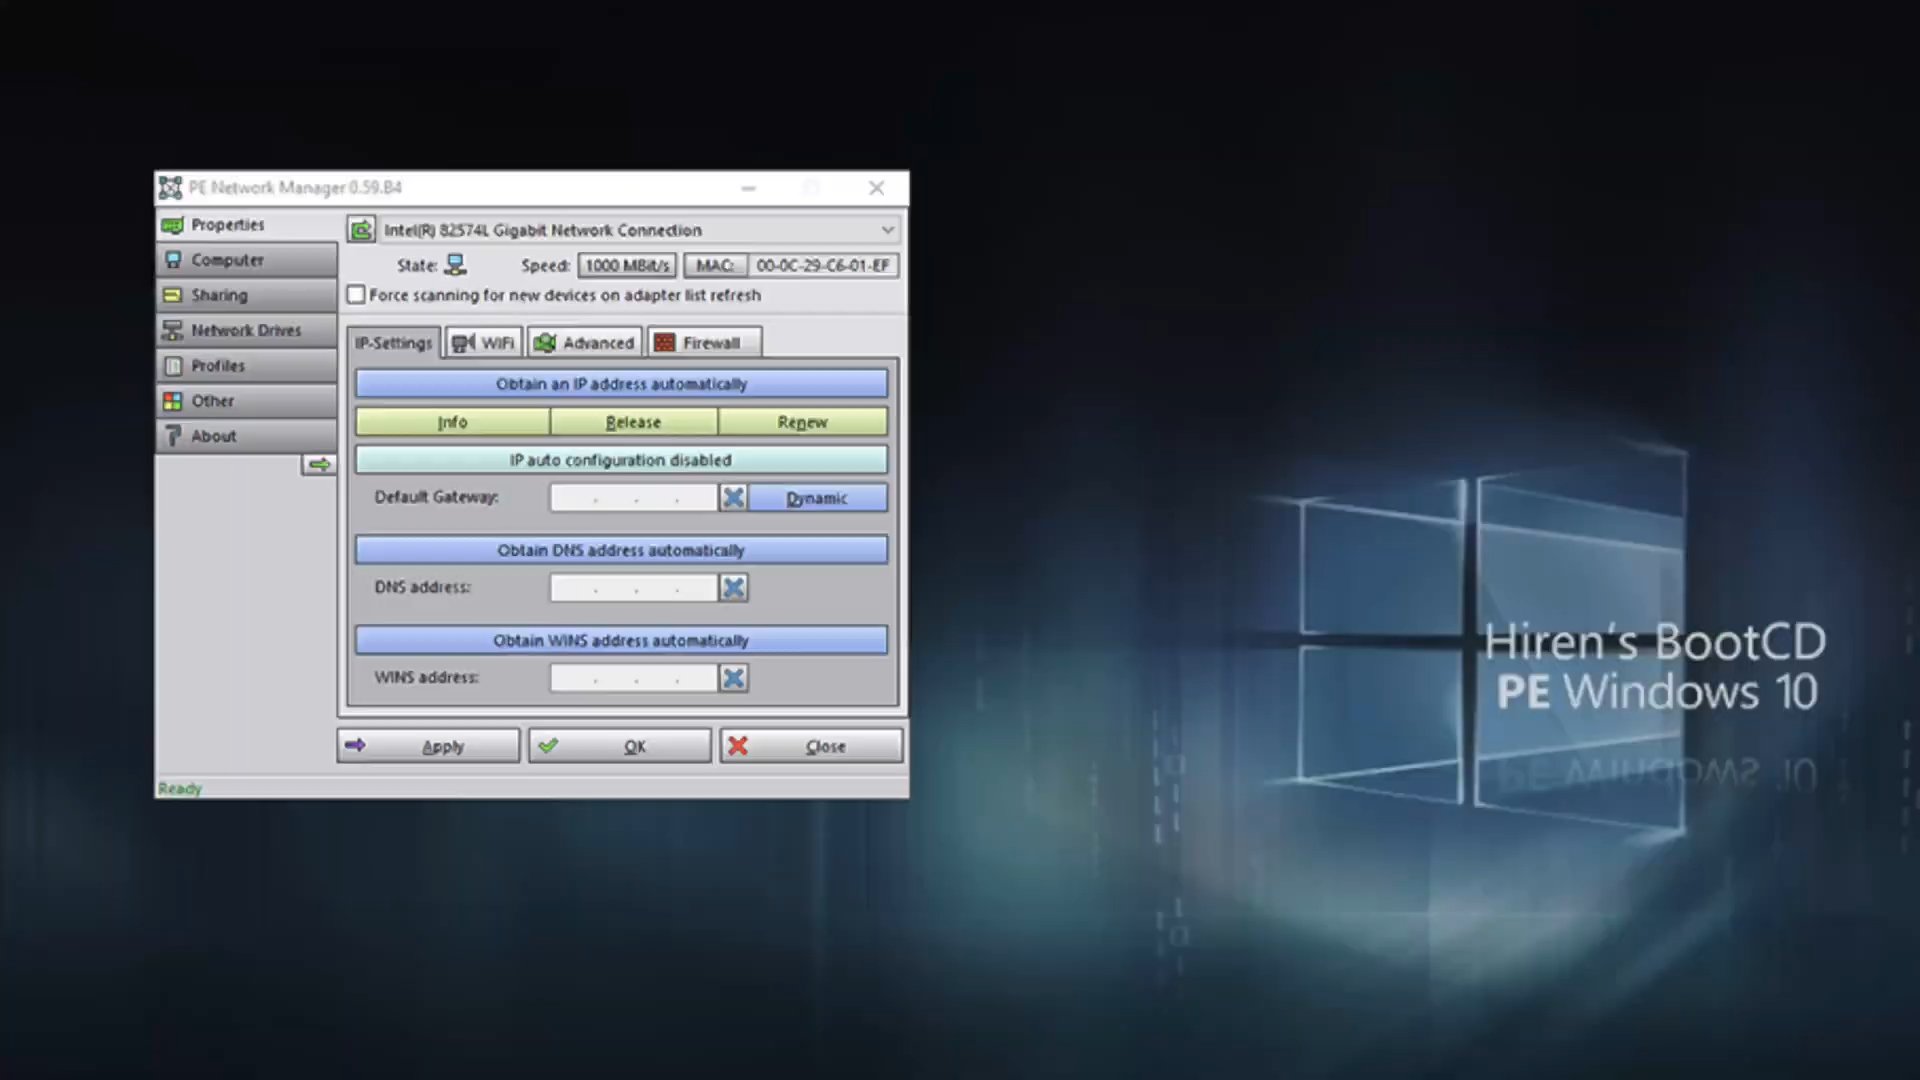 PE Network Manager 0.59.B4
Properties
Computer
Sharing
Network Drives
Profiles
Other
About
Intel(R) 82574L Gigabit Network Connection
State:
Speed: 1000 MBit/s MAC: 00-0C-29-C6-01-EF
Force scanning for new devices on adapter list refresh
IP-Settings WiFi Advanced Firewall
Obtain an IP address automatically
Info Release Renew
IP auto configuration disabled
Default Gateway: . . . Dynamic
Obtain DNS address automatically
DNS address: . . .
Obtain WINS address automatically
WINS address: . . .
Apply OK Close
Ready
Hiren's BootCD
PE Windows 10